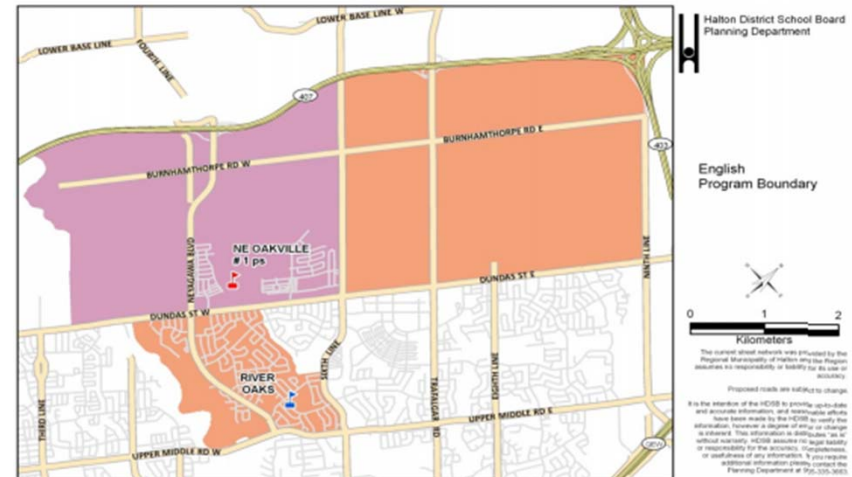 LOWER BASE LINE W
LOWER BASE LINE
FOURTH LINE
407
BURNHAMTHORPE RD E
403
BURNHAMTHORPE RD W
NE OAKVILLE
# 1 ps
NEYAGAWA BLVD
NINTH LINE
DUNDAS ST E
DUNDAS ST W
SIXTH LINE
RIVER
OAKS
THIRD LINE
TRAFALGAR RD
EIGHTH LINE
UPPER MIDDLE RD E
UPPER MIDDLE RD W
QEW
Halton District School Board
Planning Department
English
Program Boundary
0 1 2
Kilometers
The current street network was provided by the
Regional Municipality of Halton and the Region
assumes no responsibility or liability for its use or
accuracy.
Proposed roads are subject to change.
It is the intention of the HDSB to provide up-to-date
and accurate information, and reasonable efforts
have been made by the HDSB to verify the
information, however a degree of error or change
is inherent. This information is distributes "as is"
without warranty. HDSB assumes no legal liability
or responsibility for the accuracy, completeness,
or usefulness of any information. If you require
additional information please contact the
Planning Department at 905-335-3663